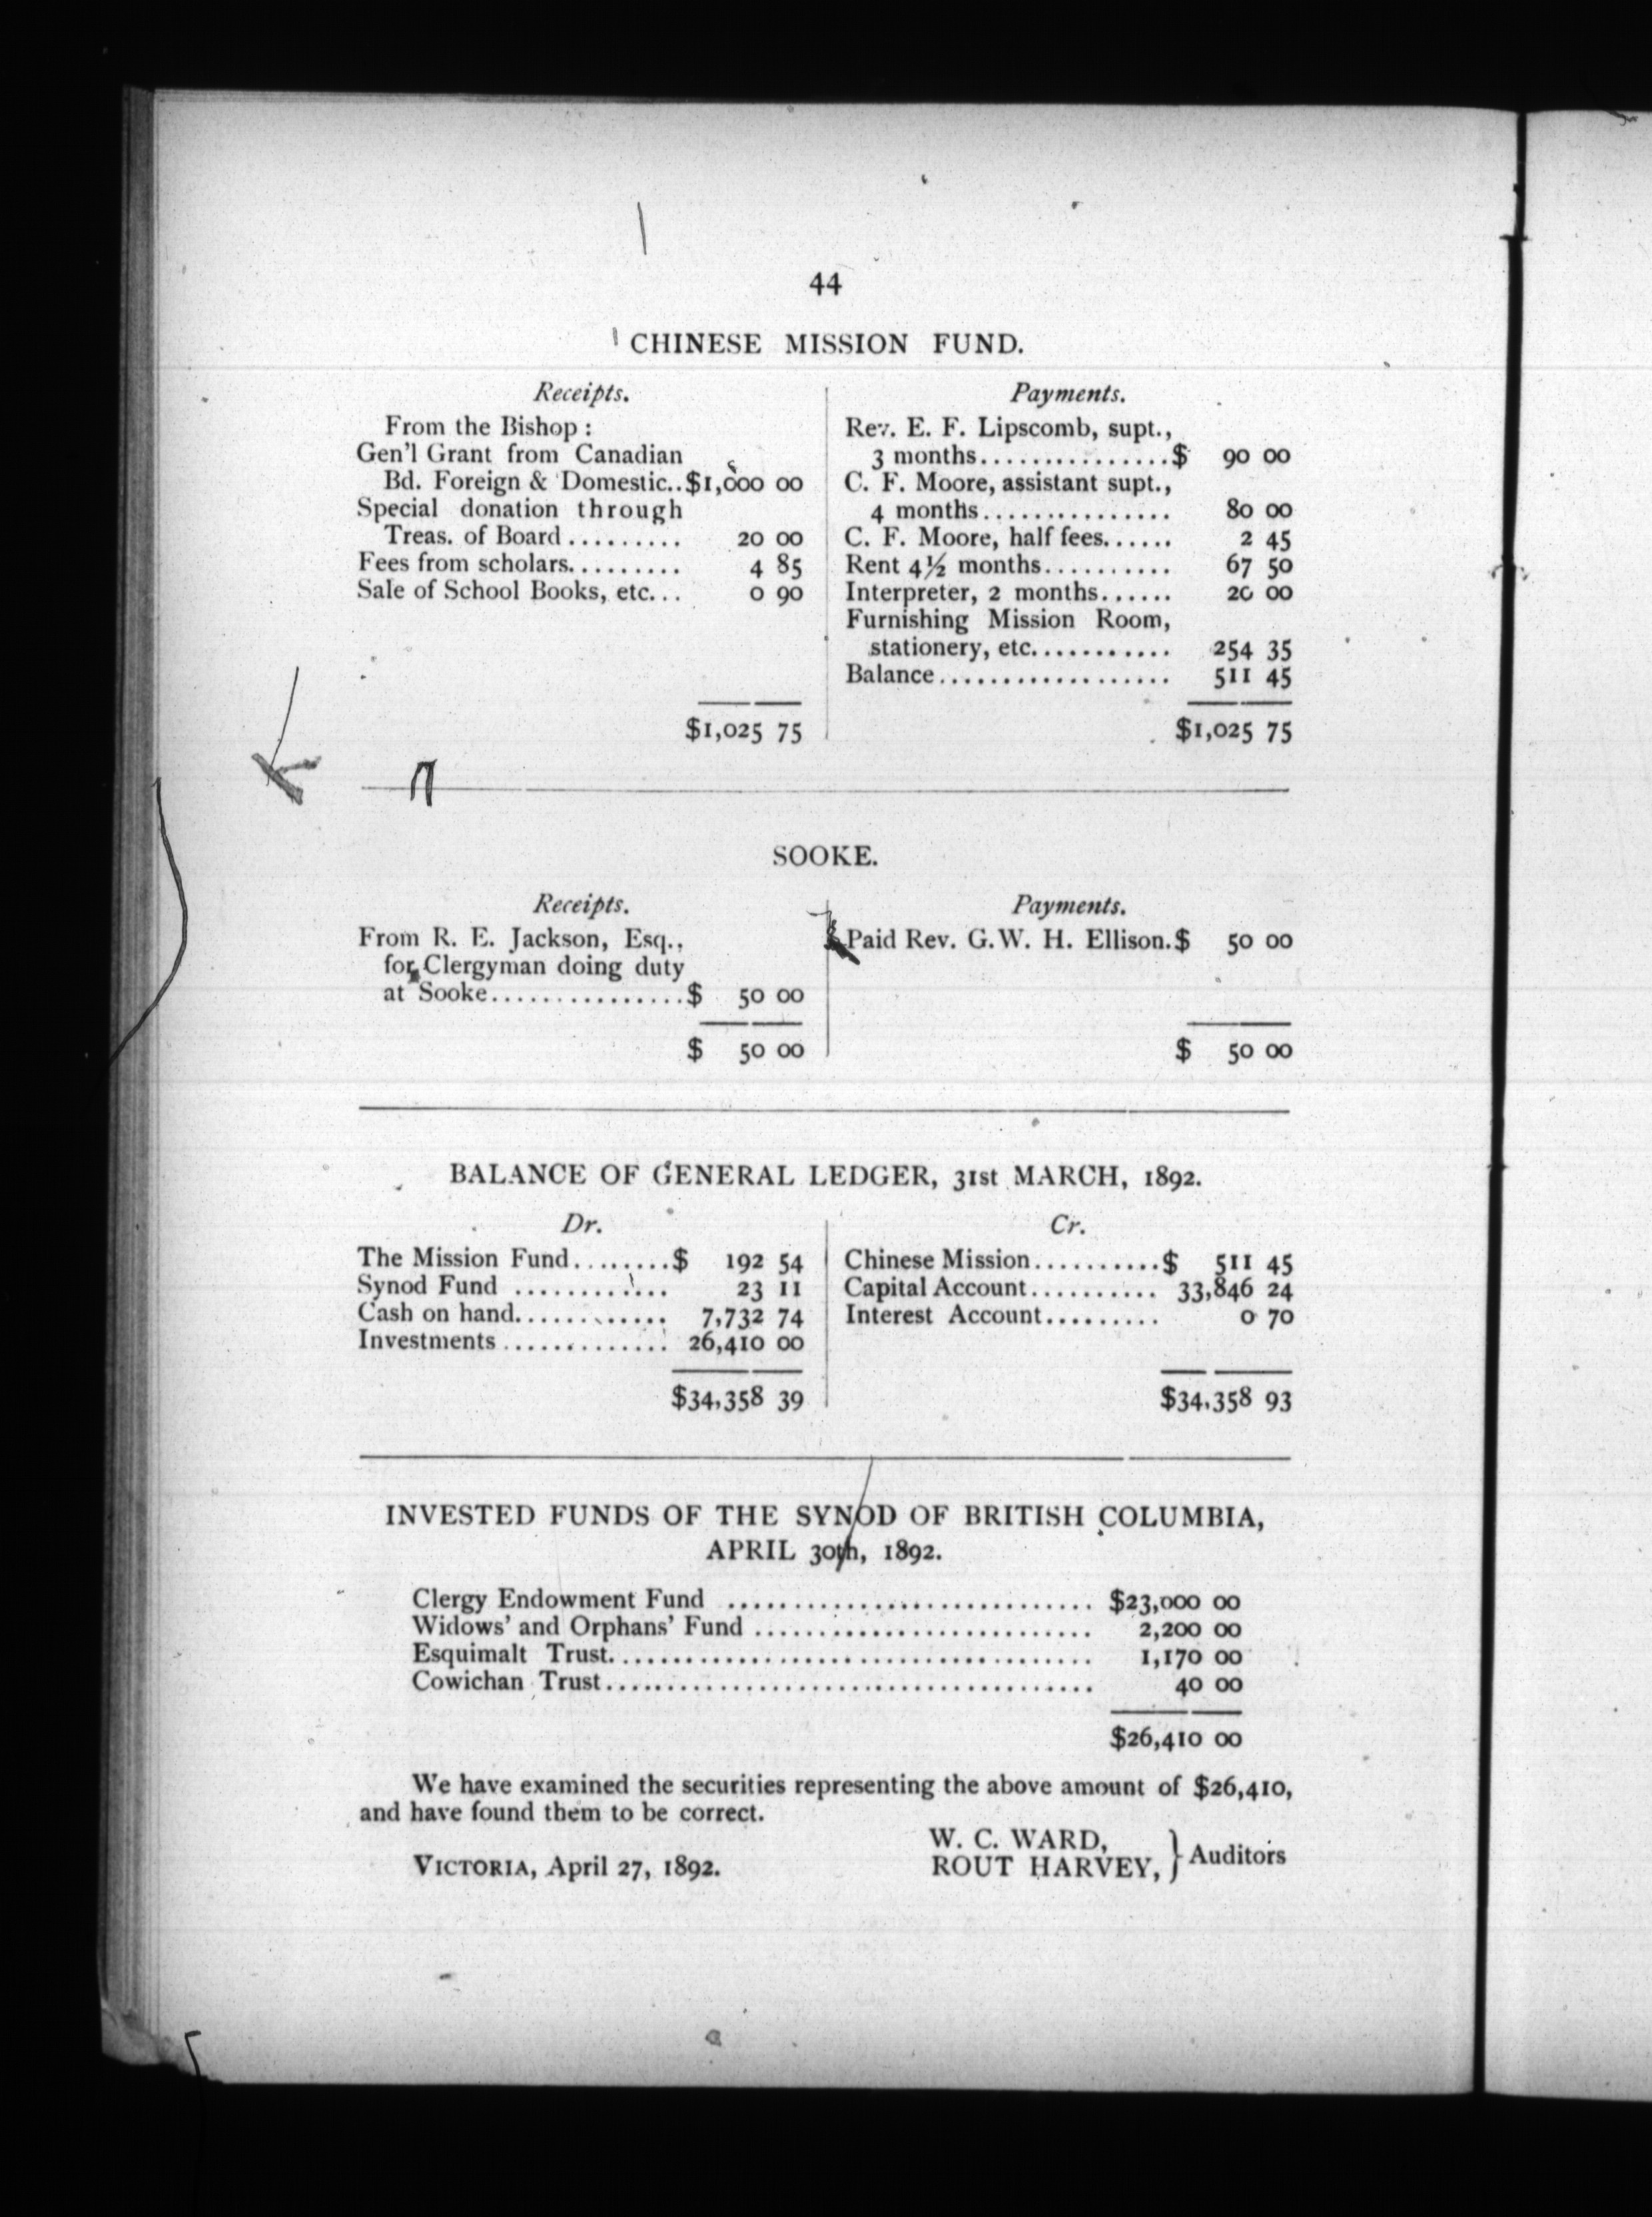 44
CHINESE MISSION FUND.
Receipts.
From the Bishop :
Gen'l Grant from Canadian
Bd. Foreign & Domestic..$1,000 00
Special donation through
Treas. of Board ......... 20 00
Fees from scholars......... 4 85
Sale of School Books, etc... 0 90
$1,025 75
Payments.
Rev. E. F. Lipscomb, supt.,
3 months...............$ 90 00
C. F. Moore, assistant supt.,
4 months............... 80 00
C. F. Moore, half fees...... 2 45
Rent 4½ months.......... 67 50
Interpreter, 2 months...... 20 00
Furnishing Mission Room,
stationery, etc........... 254 35
Balance.................. 511 45
$1,025 75
SOOKE.
Receipts.
From R. E. Jackson, Esq.,
for Clergyman doing duty
at Sooke...............$ 50 00
$ 50 00
Payments.
Paid Rev. G. W. H. Ellison.$ 50 00
$ 50 00
BALANCE OF GENERAL LEDGER, 31st MARCH, 1892.
Dr.
The Mission Fund........$ 192 54
Synod Fund ............ 23 11
Cash on hand............ 7,732 74
Investments ............. 26,410 00
$34,358 39
Cr.
Chinese Mission..........$ 511 45
Capital Account.......... 33,846 24
Interest Account......... 0 70
$34,358 93
INVESTED FUNDS OF THE SYNOD OF BRITISH COLUMBIA,
APRIL 30th, 1892.
Clergy Endowment Fund ............................ $23,000 00
Widows' and Orphans' Fund .......................... 2,200 00
Esquimalt Trust..................................... 1,170 00
Cowichan Trust...................................... 40 00
$26,410 00
We have examined the securities representing the above amount of $26,410,
and have found them to be correct.
W. C. WARD,
ROUT HARVEY, } Auditors
VICTORIA, April 27, 1892.